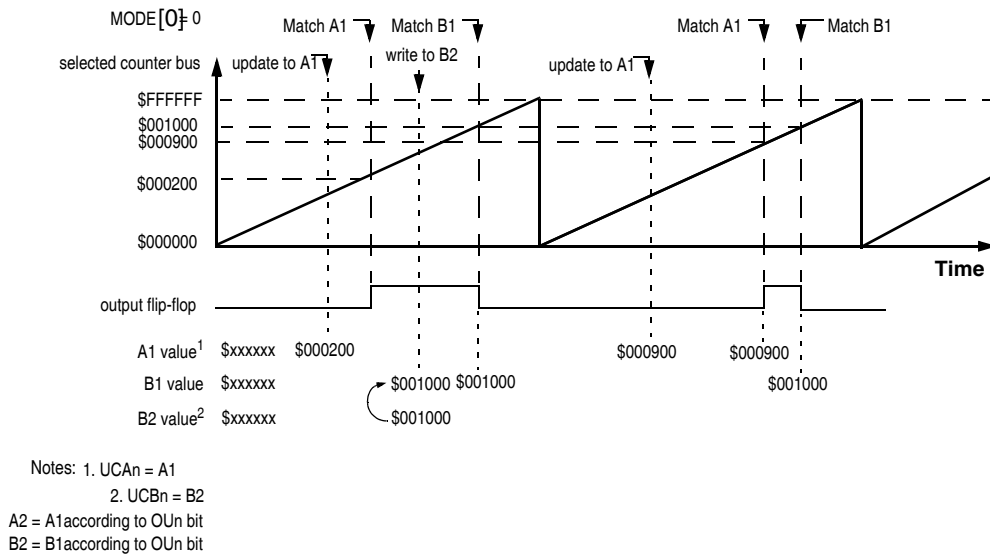 MODE[0]= 0
Match A1 Match B1 Match A1 Match B1
write to B2
selected counter bus update to A1 update to A1
$FFFFFF
$001000
$000900
$000200
$000000
Time
output flip-flop
A1 value1 $xxxxxx $000200 $000900 $000900
B1 value $xxxxxx $001000 $001000 $001000
B2 value2 $xxxxxx $001000
Notes: 1. UCAn = A1
2. UCBn = B2
A2 = A1according to OUn bit
B2 = B1according to OUn bit